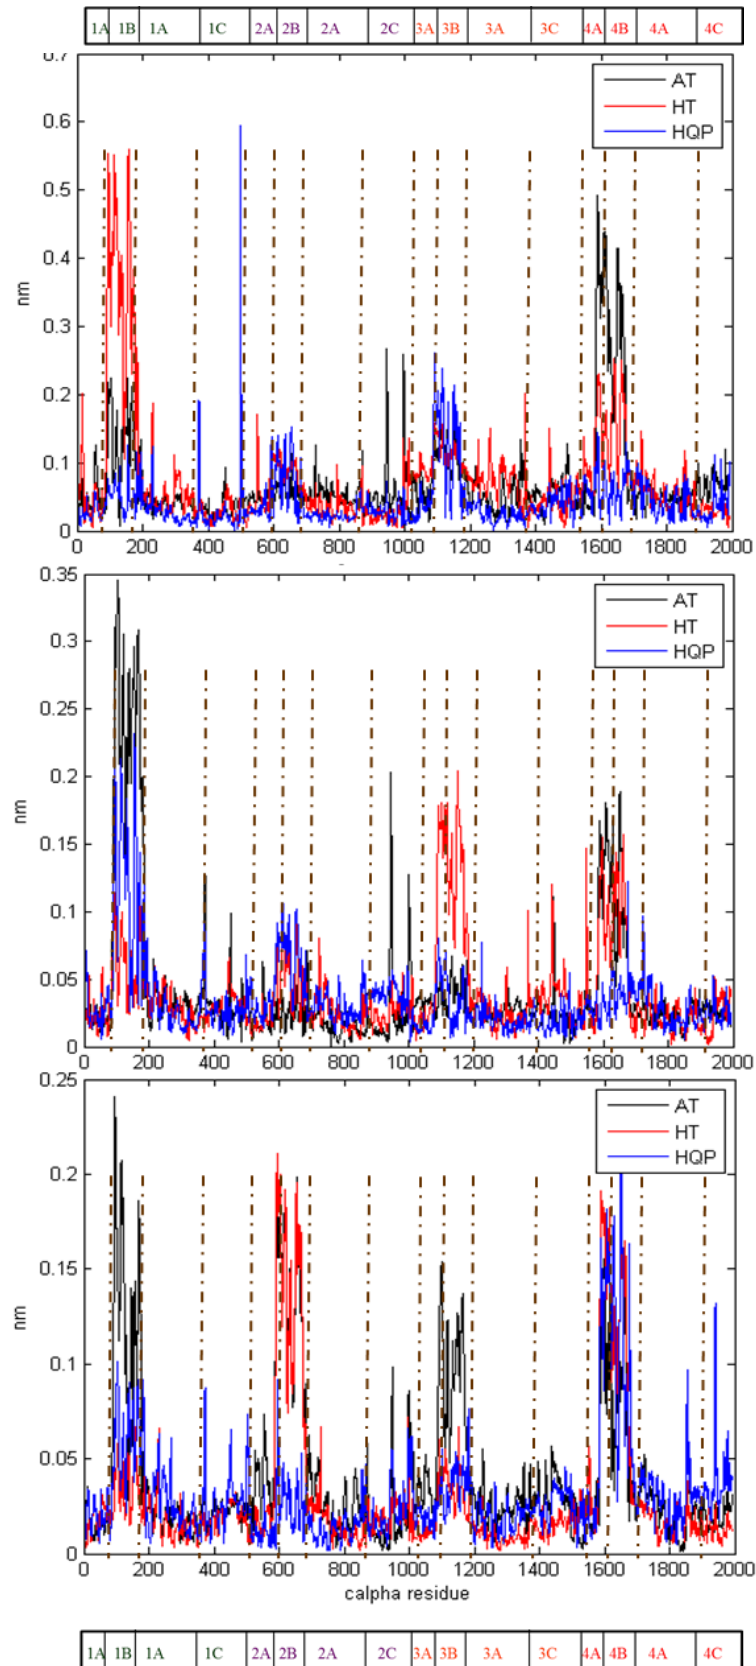 1A 1B 1A 1C 2A 2B 2A 2C 3A 3B 3A 3C 4A 4B 4A 4C
0.7
AT
HT
HQP
0.6
0.5
0.4
nm
0.3
0.2
0.1
0
0 200 400 600 800 1000 1200 1400 1600 1800 2000
0.35
AT
HT
HQP
0.3
0.25
0.2
nm
0.15
0.1
0.05
0
0 200 400 600 800 1000 1200 1400 1600 1800 2000
0.25
AT
HT
HQP
0.2
0.15
nm
0.1
0.05
0
0 200 400 600 800 1000 1200 1400 1600 1800 2000
calpha residue
1A 1B 1A 1C 2A 2B 2A 2C 3A 3B 3A 3C 4A 4B 4A 4C